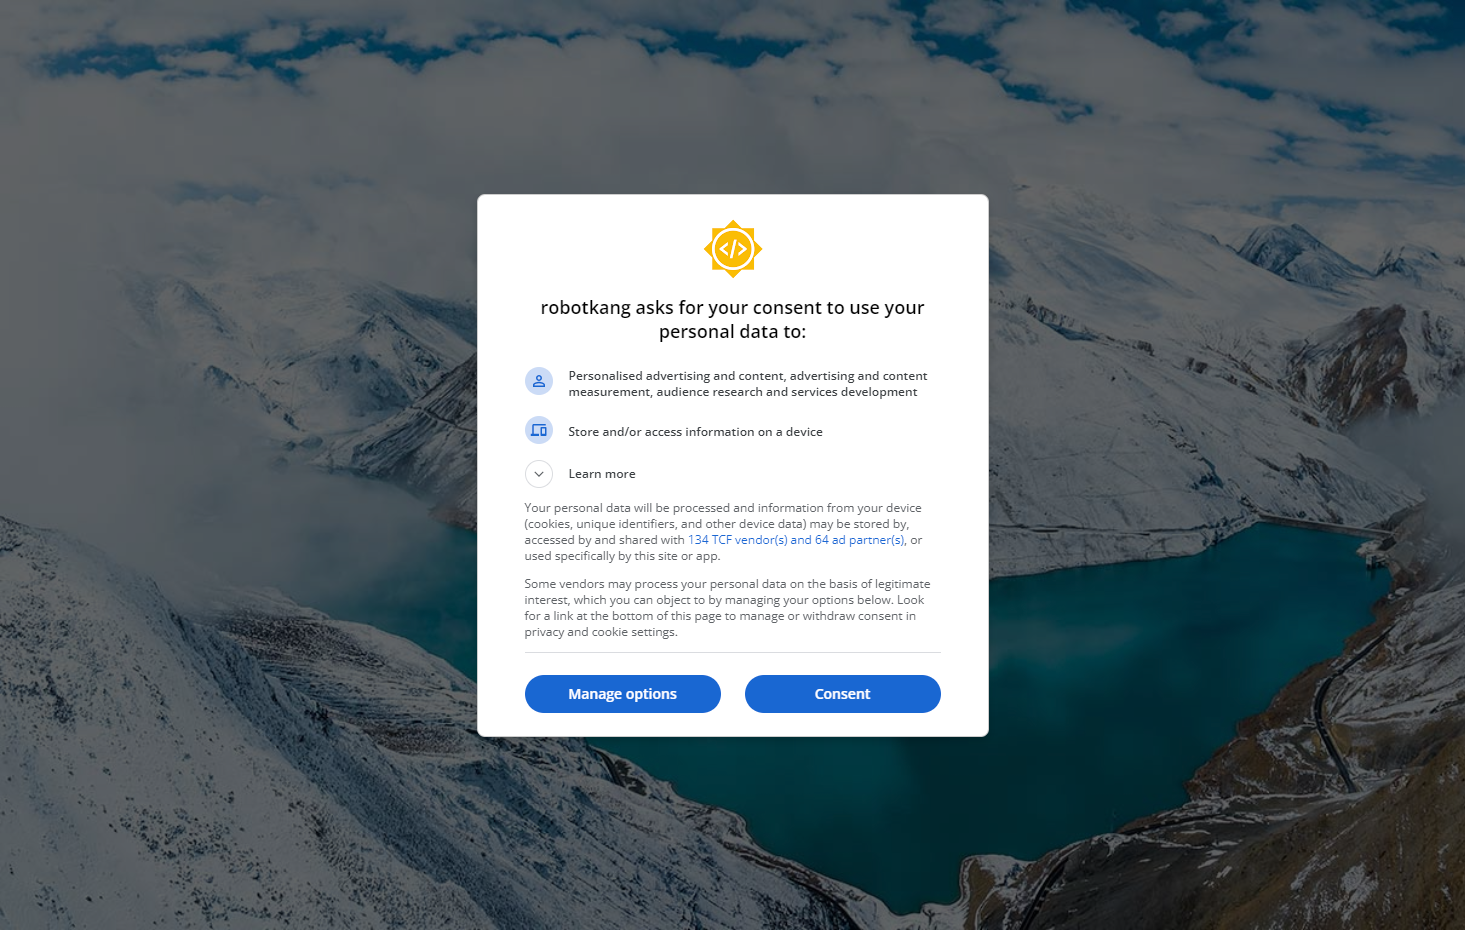 </>
robotkang asks for your consent to use your
personal data to:
Personalised advertising and content, advertising and content
measurement, audience research and services development
Store and/or access information on a device
Learn more
Your personal data will be processed and information from your device
(cookies, unique identifiers, and other device data) may be stored by,
accessed by and shared with 134 TCF vendor(s) and 64 ad partner(s), or
used specifically by this site or app.
Some vendors may process your personal data on the basis of legitimate
interest, which you can object to by managing your options below. Look
for a link at the bottom of this page to manage or withdraw consent in
privacy and cookie settings.
Manage options
Consent